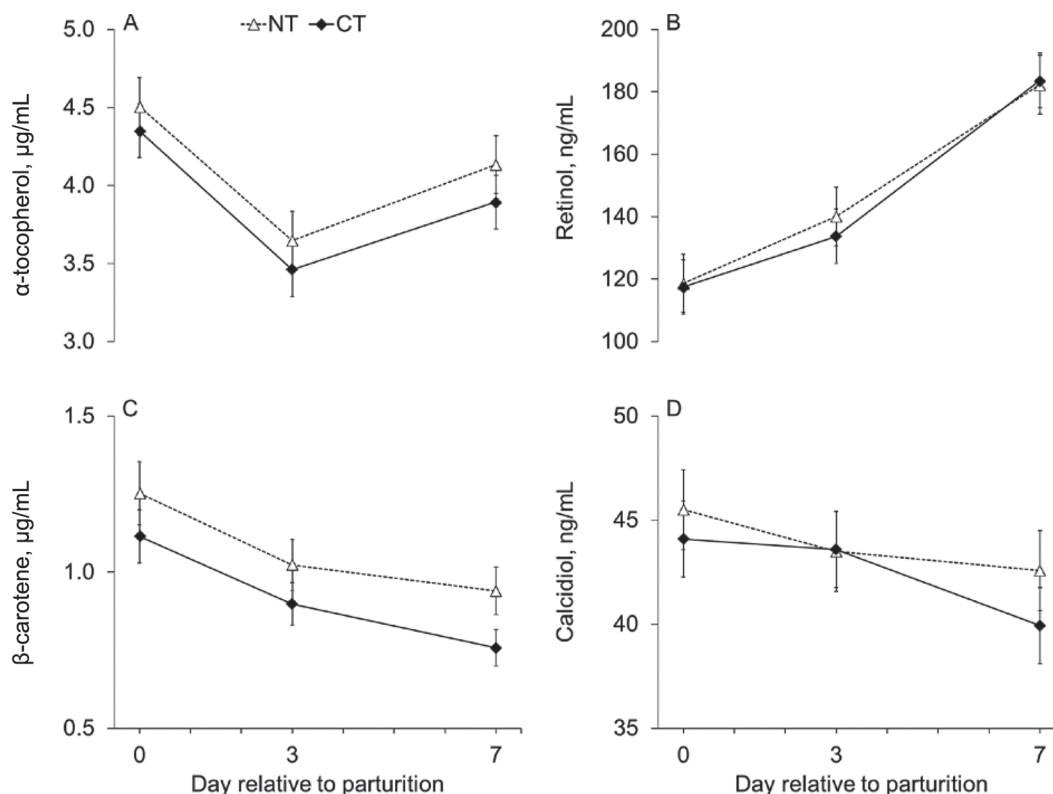 A
NT
CT
5.0
4.5
4.0
3.5
3.0
α-tocopherol, µg/mL
B
200
180
160
140
120
100
Retinol, ng/mL
C
1.5
1.0
0.5
β-carotene, µg/mL
0 3 7
Day relative to parturition
D
50
45
40
35
Calcidiol, ng/mL
0 3 7
Day relative to parturition